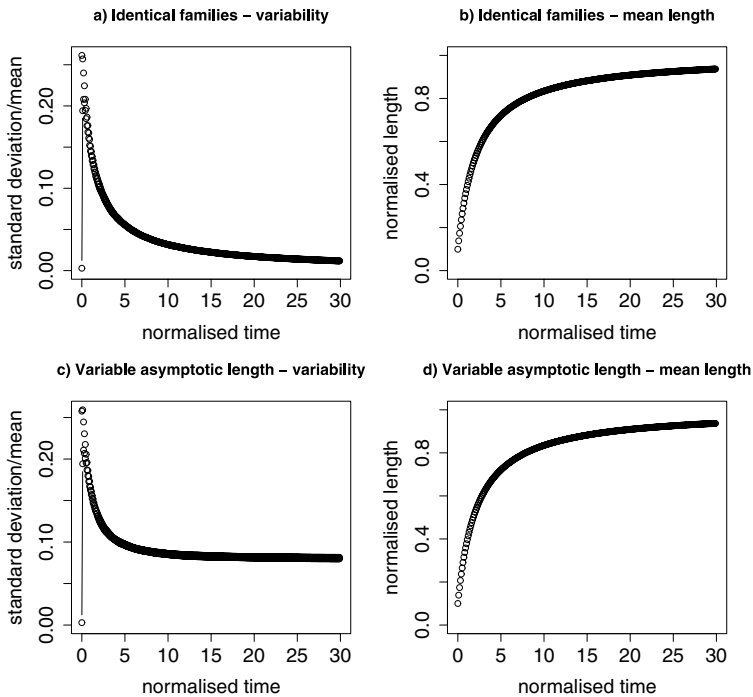 a) Identical families – variability
standard deviation/mean
0.20
0.10
0.00
0 5 10 15 20 25 30
normalised time
b) Identical families – mean length
normalised length
0.8
0.4
0.0
0 5 10 15 20 25 30
normalised time
c) Variable asymptotic length – variability
standard deviation/mean
0.20
0.10
0.00
0 5 10 15 20 25 30
normalised time
d) Variable asymptotic length – mean length
normalised length
0.8
0.4
0.0
0 5 10 15 20 25 30
normalised time